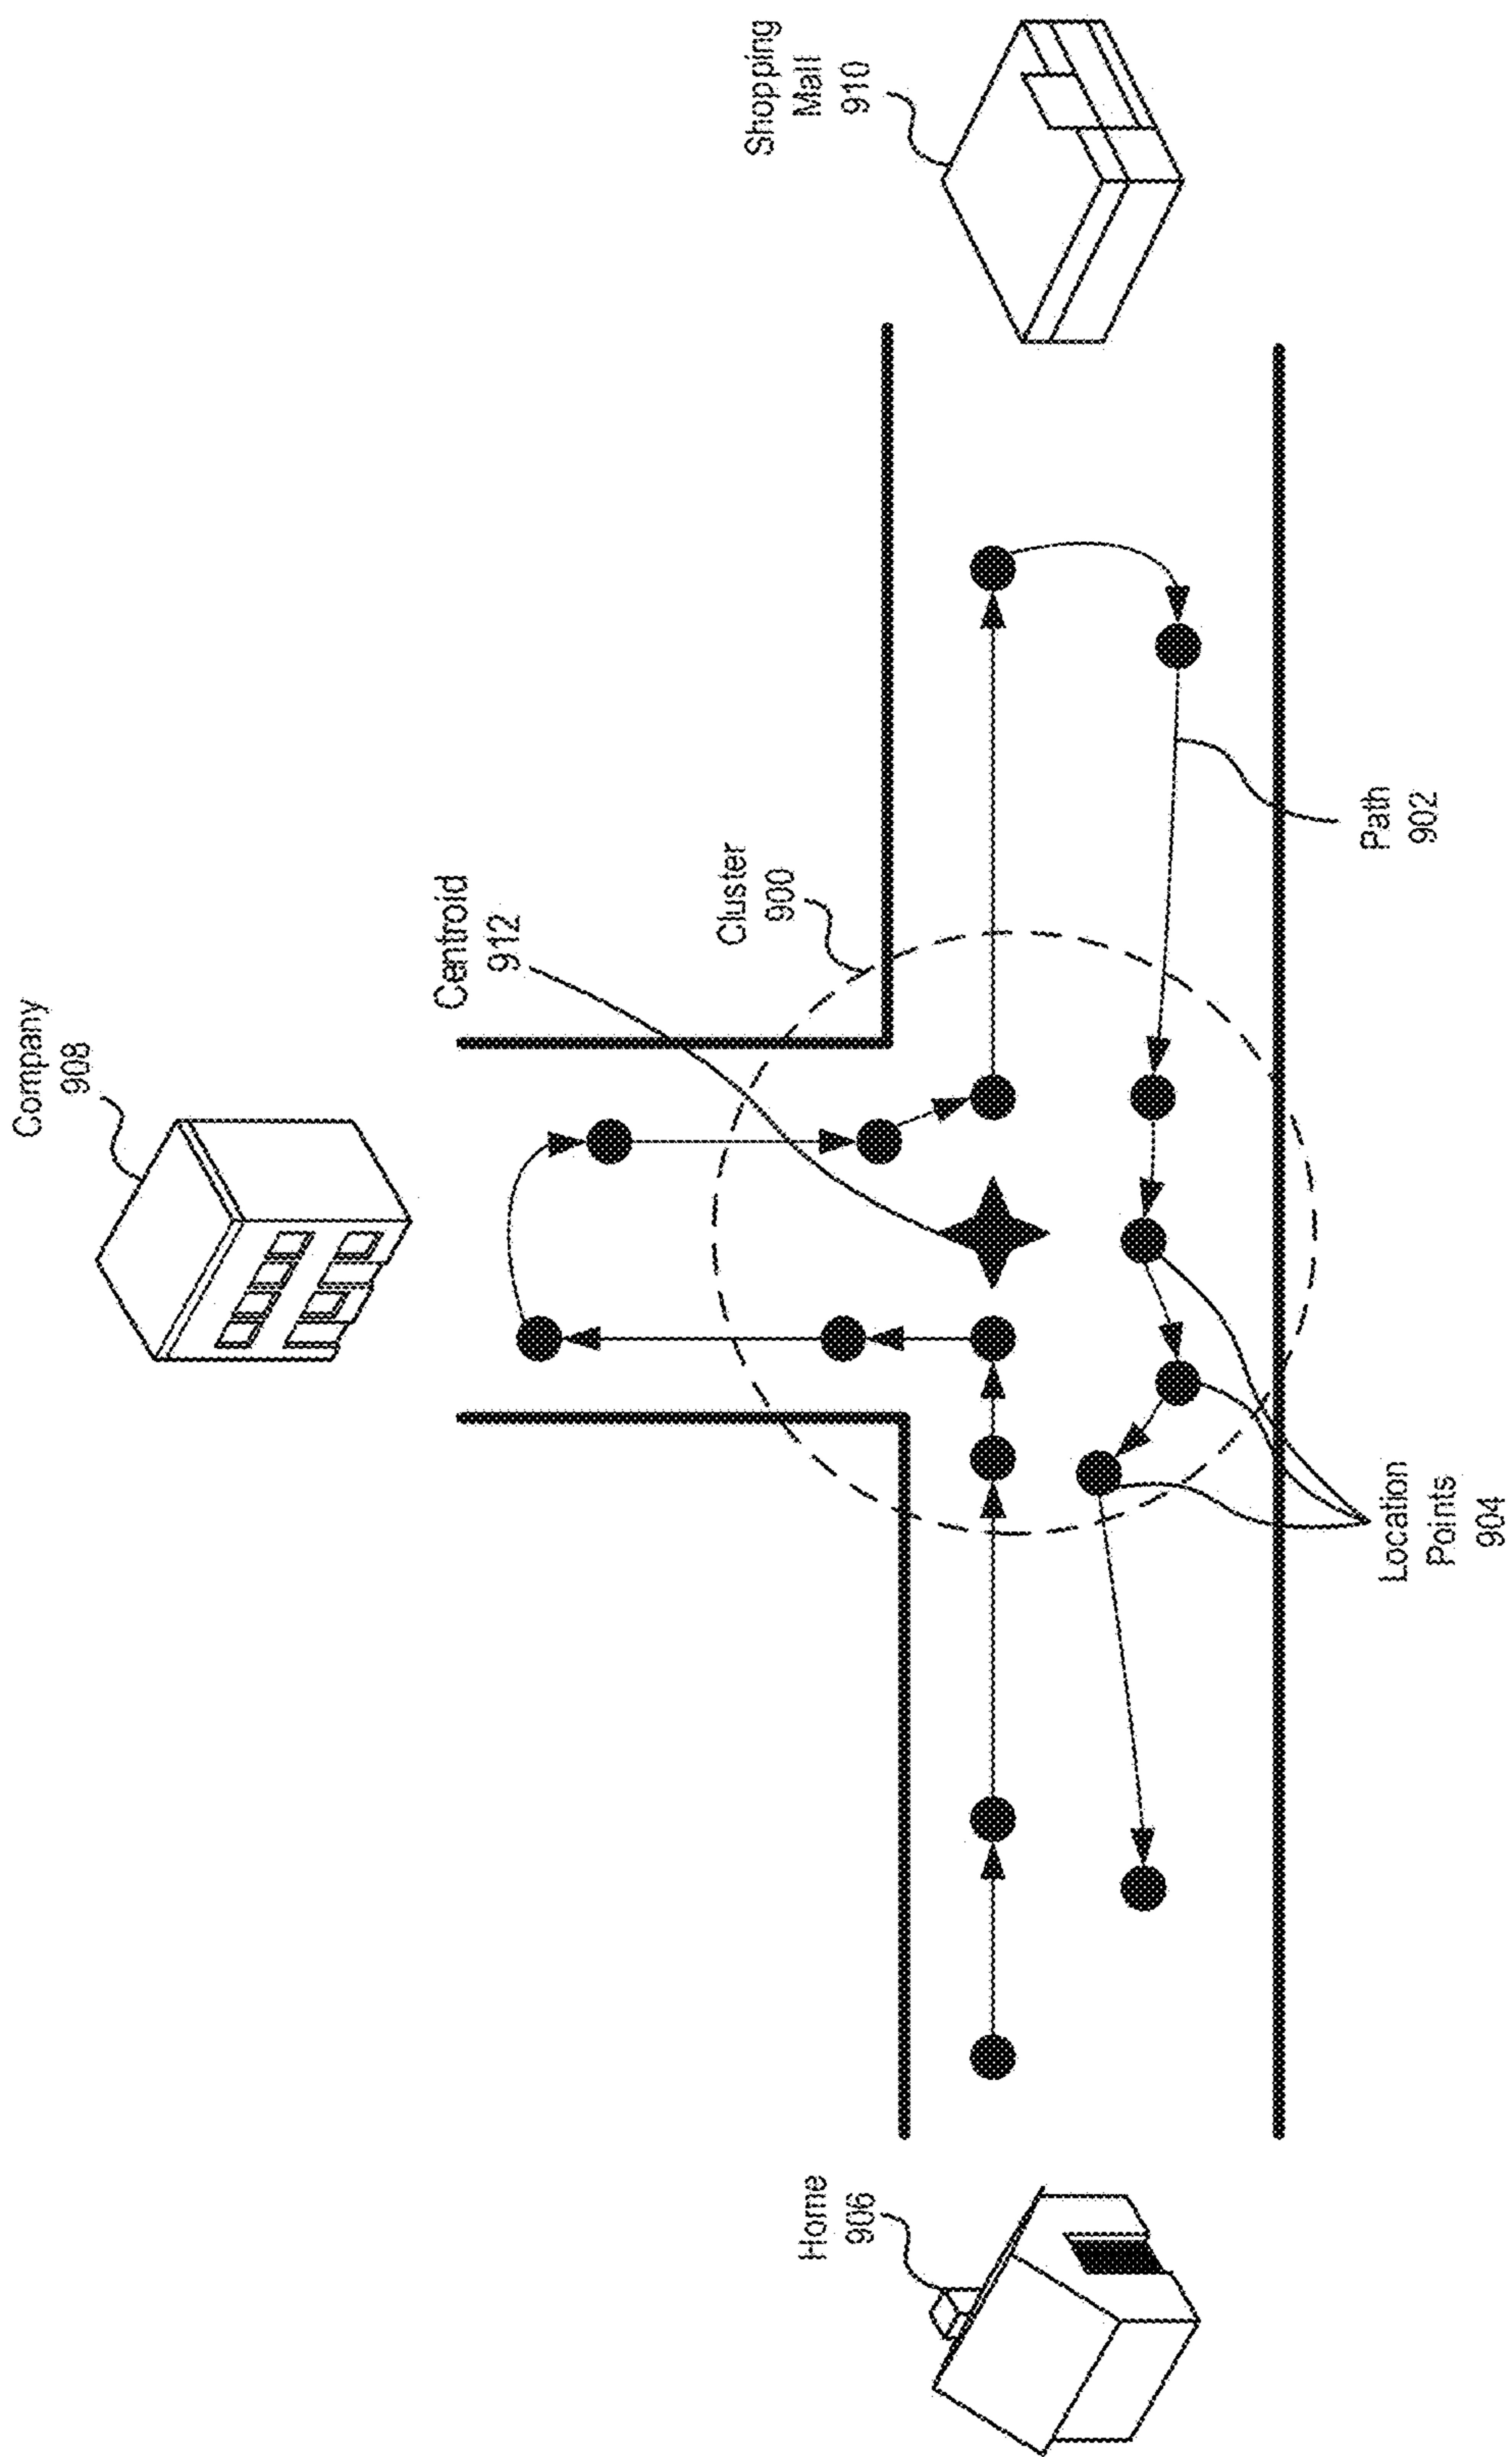 Company
908
Centroid
912
Cluster
900
Shopping
Mall
910
Home
906
Location
Points
904
Path
902